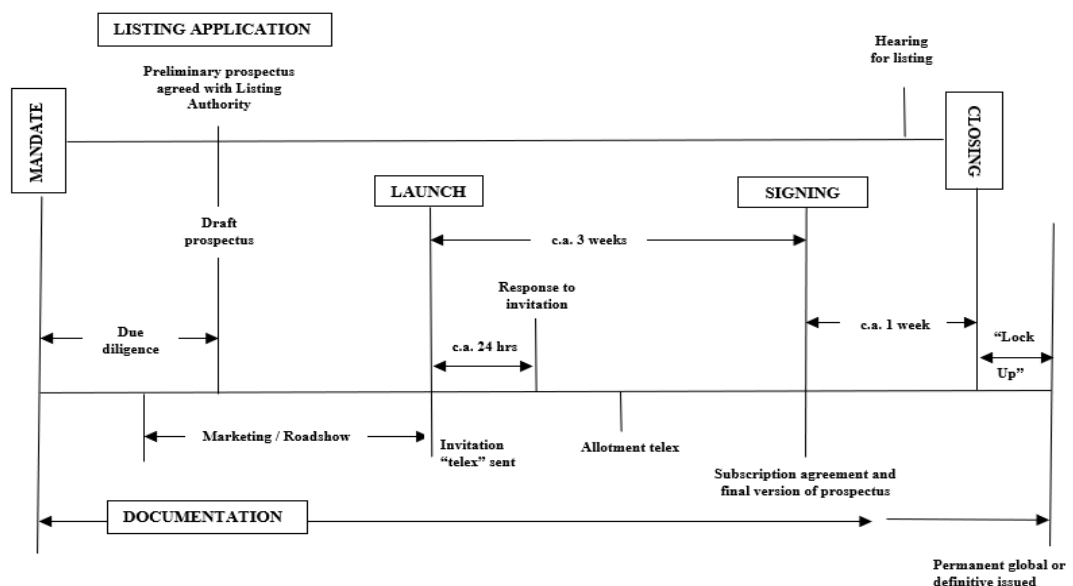 LISTING APPLICATION
Hearing
for listing
Preliminary prospectus
agreed with Listing
Authority
MANDATE
CLOSING
LAUNCH
SIGNING
Draft
prospectus
c.a. 3 weeks
Response to
invitation
Due
diligence
c.a. 24 hrs
c.a. 1 week
“Lock
Up”
Marketing / Roadshow
Invitation
“telex” sent
Allotment telex
Subscription agreement and
final version of prospectus
DOCUMENTATION
Permanent global or
definitive issued